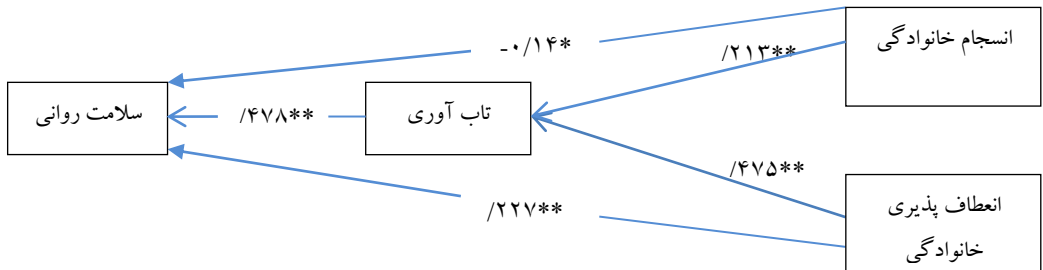 انسجام خانوادگی
-۰/۱۴*
/۲۱۳**
سلامت روانی
/۴۷۸**
تاب آوری
/۴۷۵**
/۲۲۷**
انعطاف پذیری
خانوادگی